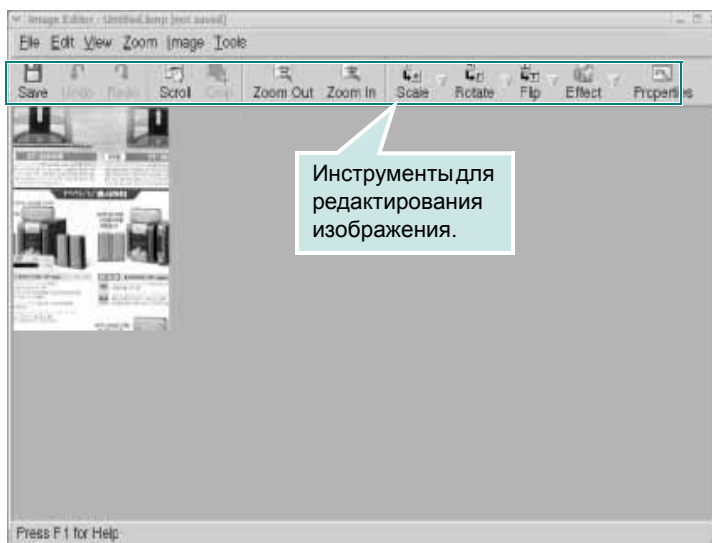 Image Editor - Untitled.bmp [not saved]
File Edit View Zoom Image Tools
Save Undo Redo Scroll Crop Zoom Out Zoom In Scale Rotate Flip Effect Properties
Инструменты для
редактирования
изображения.
Press F1 for Help